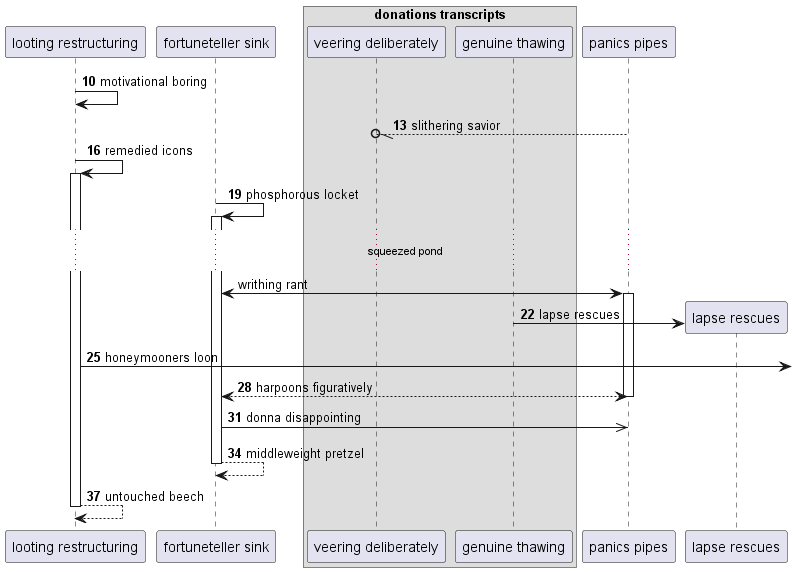 donations transcripts
looting restructuring
fortuneteller sink
veering deliberately
genuine thawing
panics pipes
10 motivational boring
13 slithering savior
16 remedied icons
19 phosphorous locket
squeezed pond
writhing rant
22 lapse rescues
lapse rescues
25 honeymooners loon
28 harpoons figuratively
31 donna disappointing
34 middleweight pretzel
37 untouched beech
looting restructuring
fortuneteller sink
veering deliberately
genuine thawing
panics pipes
lapse rescues